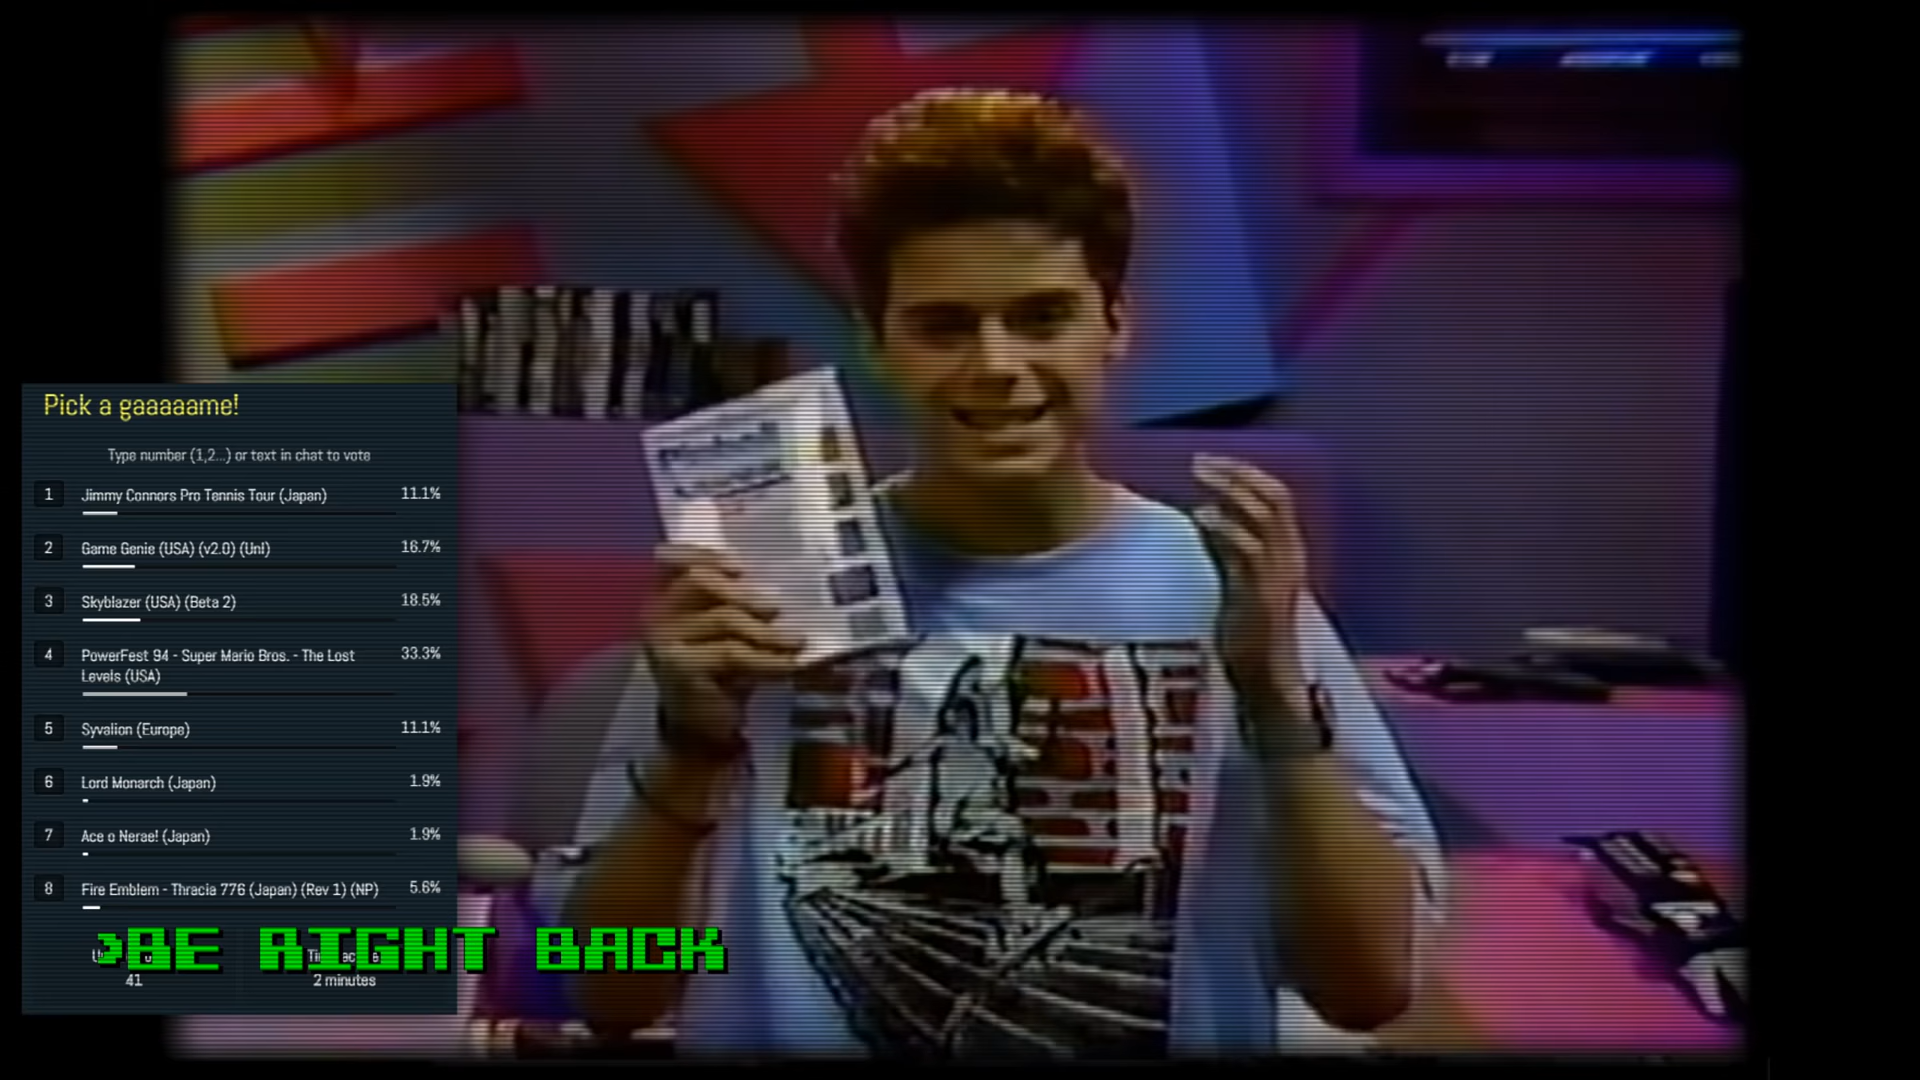 Pick a gaaaaame!
Type number (1,2...) or text in chat to vote
1 Jimmy Connors Pro Tennis Tour (Japan) 11.1%
2 Game Genie (USA) (v2.0) (Unl) 16.7%
3 Skyblazer (USA) (Beta 2) 18.5%
4 PowerFest 94 - Super Mario Bros. - The Lost 33.3%
Levels (USA)
5 Syvalion (Europe) 11.1%
6 Lord Monarch (Japan) 1.9%
7 Ace o Nerae! (Japan) 1.9%
8 Fire Emblem - Thracia 776 (Japan) (Rev 1) (NP) 5.6%
>BE RIGHT BACK
41 2 minutes